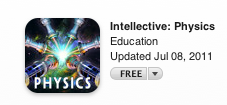 PHYSICS
Intellective: Physics
Education
Updated Jul 08, 2011
FREE